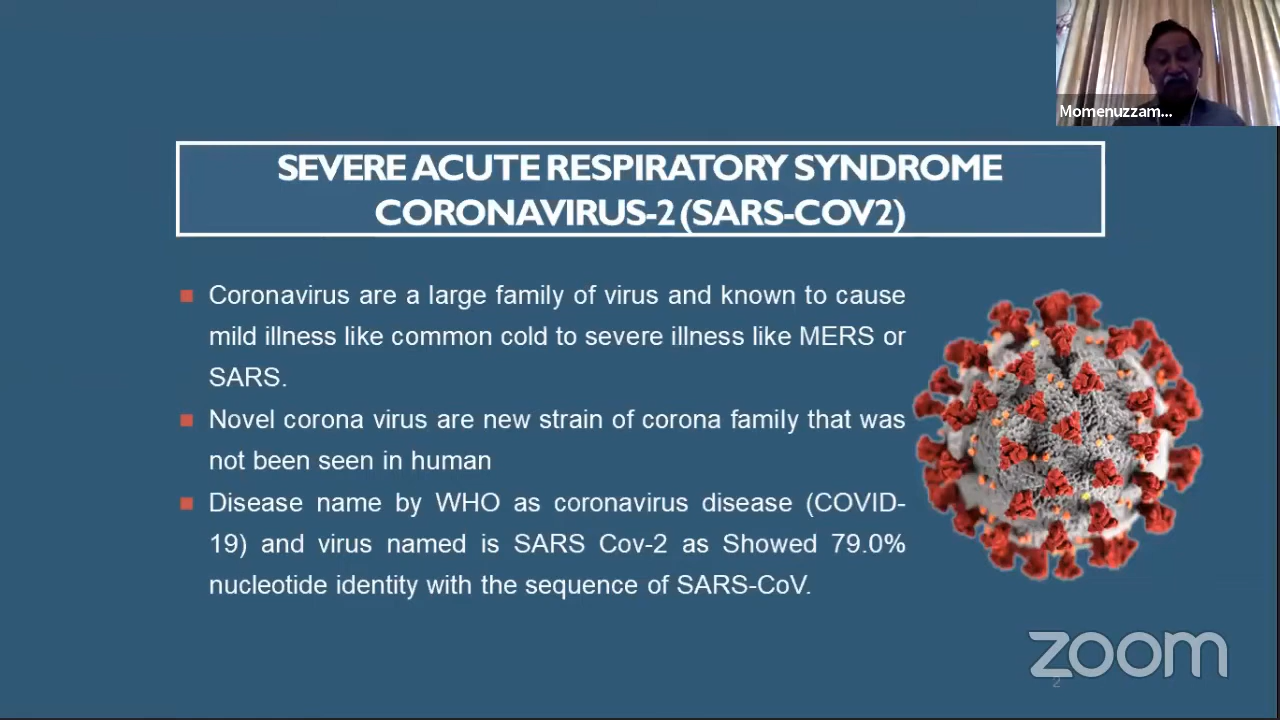 Momenuzzam...
SEVERE ACUTE RESPIRATORY SYNDROME
CORONAVIRUS-2 (SARS-COV2)
Coronavirus are a large family of virus and known to cause
mild illness like common cold to severe illness like MERS or
SARS.
Novel corona virus are new strain of corona family that was
not been seen in human
Disease name by WHO as coronavirus disease (COVID-
19) and virus named is SARS Cov-2 as Showed 79.0%
nucleotide identity with the sequence of SARS-CoV.
zoom
2